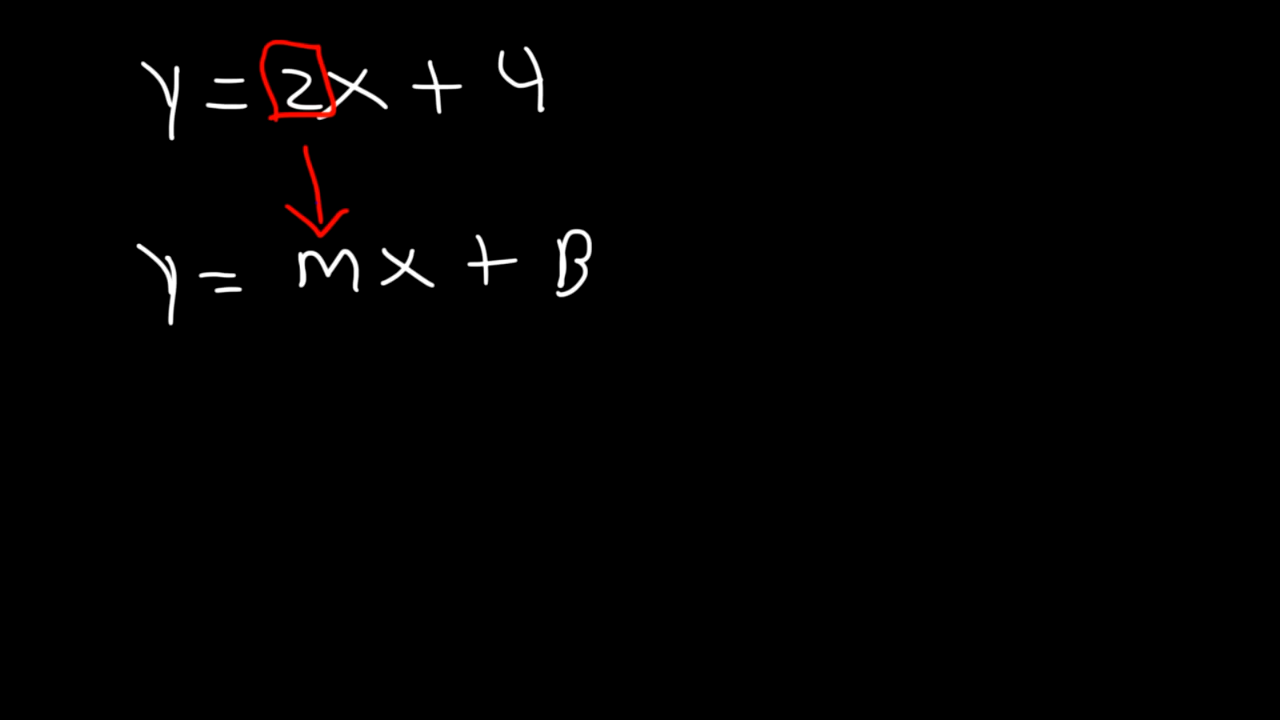 y = 2x + 4
y = mx + B